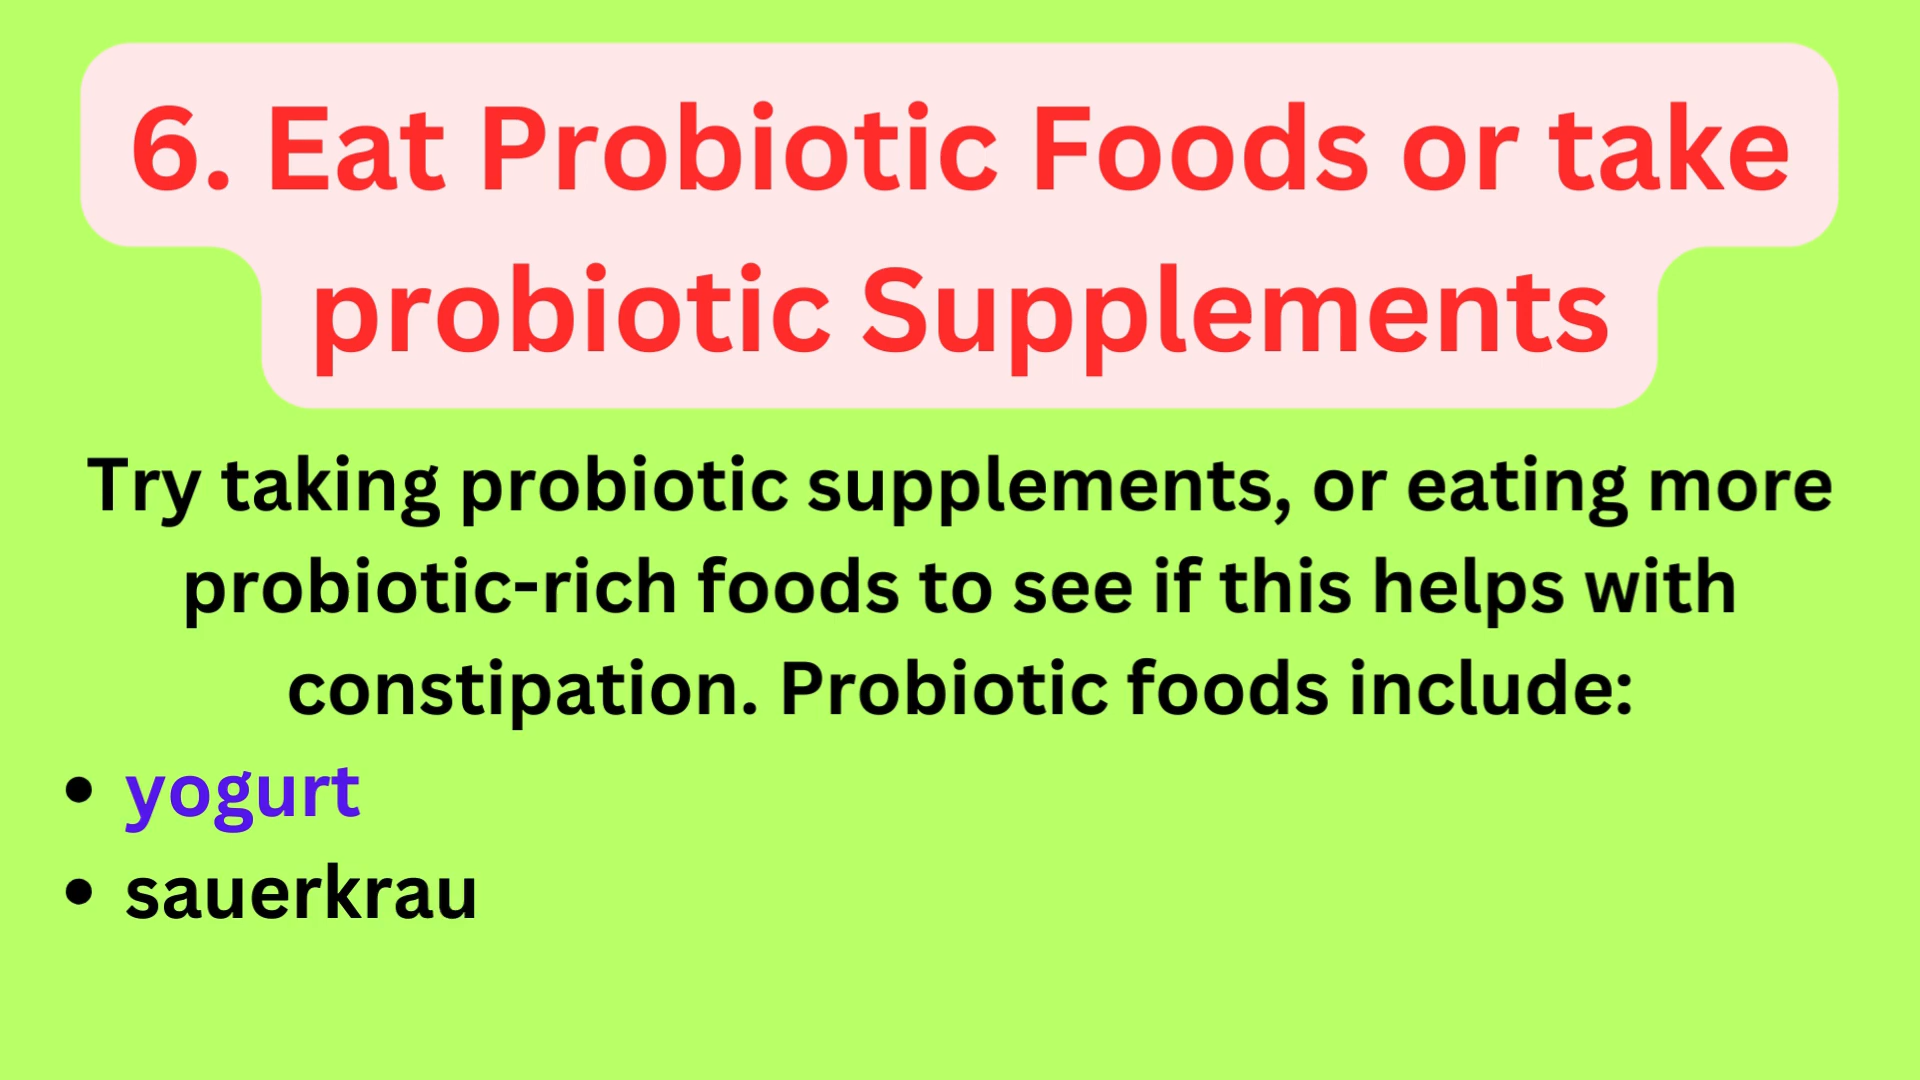 6. Eat Probiotic Foods or take
probiotic Supplements
Try taking probiotic supplements, or eating more
probiotic-rich foods to see if this helps with
constipation. Probiotic foods include:
• yogurt
• sauerkrau